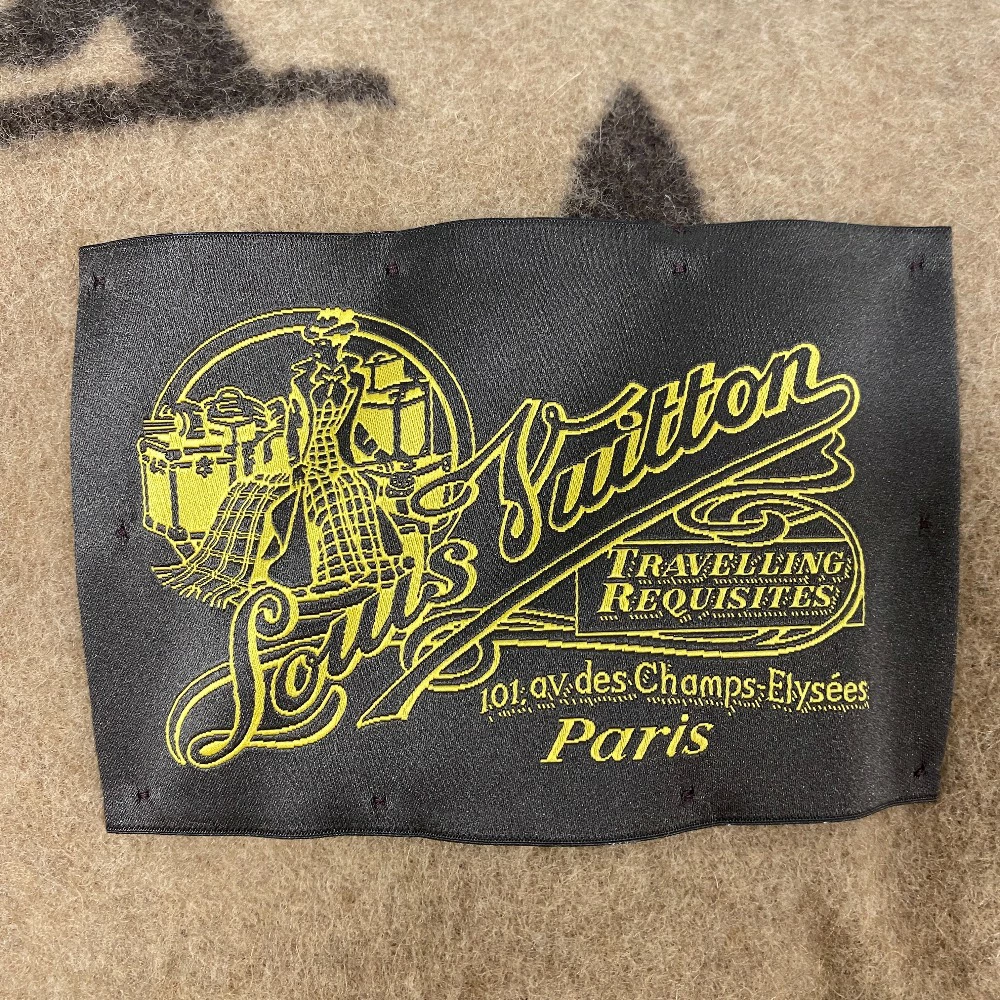 Louis Vuitton
TRAVELLING
REQUISITES
101, av. des Champs-Elysées
Paris